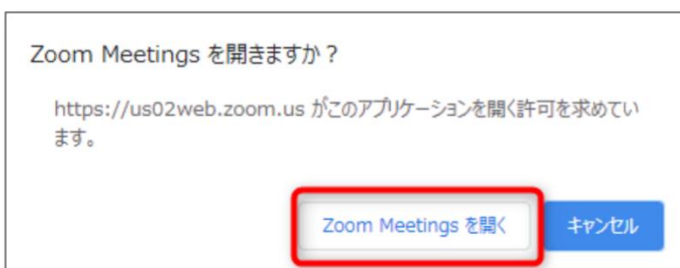 Zoom Meetings を開きますか？
https://us02web.zoom.us がこのアプリケーションを開く許可を求めてい
ます。
Zoom Meetings を開く
キャンセル